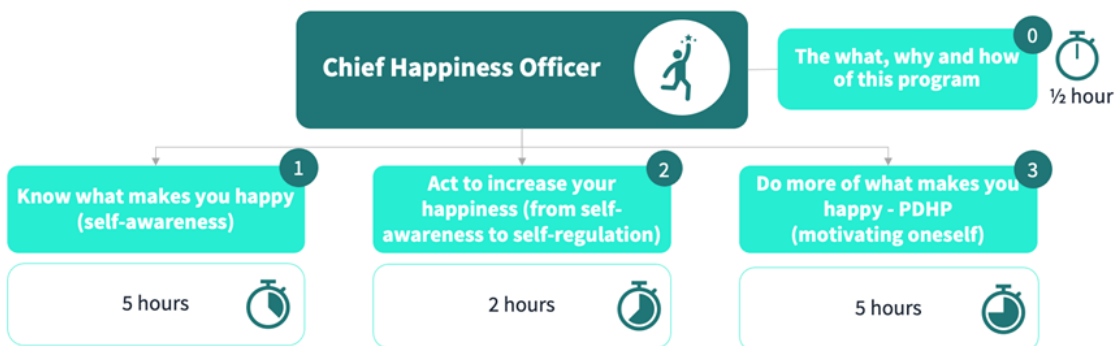 Chief Happiness Officer
0
The what, why and how
of this program
½ hour
1
Know what makes you happy
(self-awareness)
5 hours
2
Act to increase your
happiness (from self-
awareness to self-regulation)
2 hours
3
Do more of what makes you
happy - PDHP
(motivating oneself)
5 hours